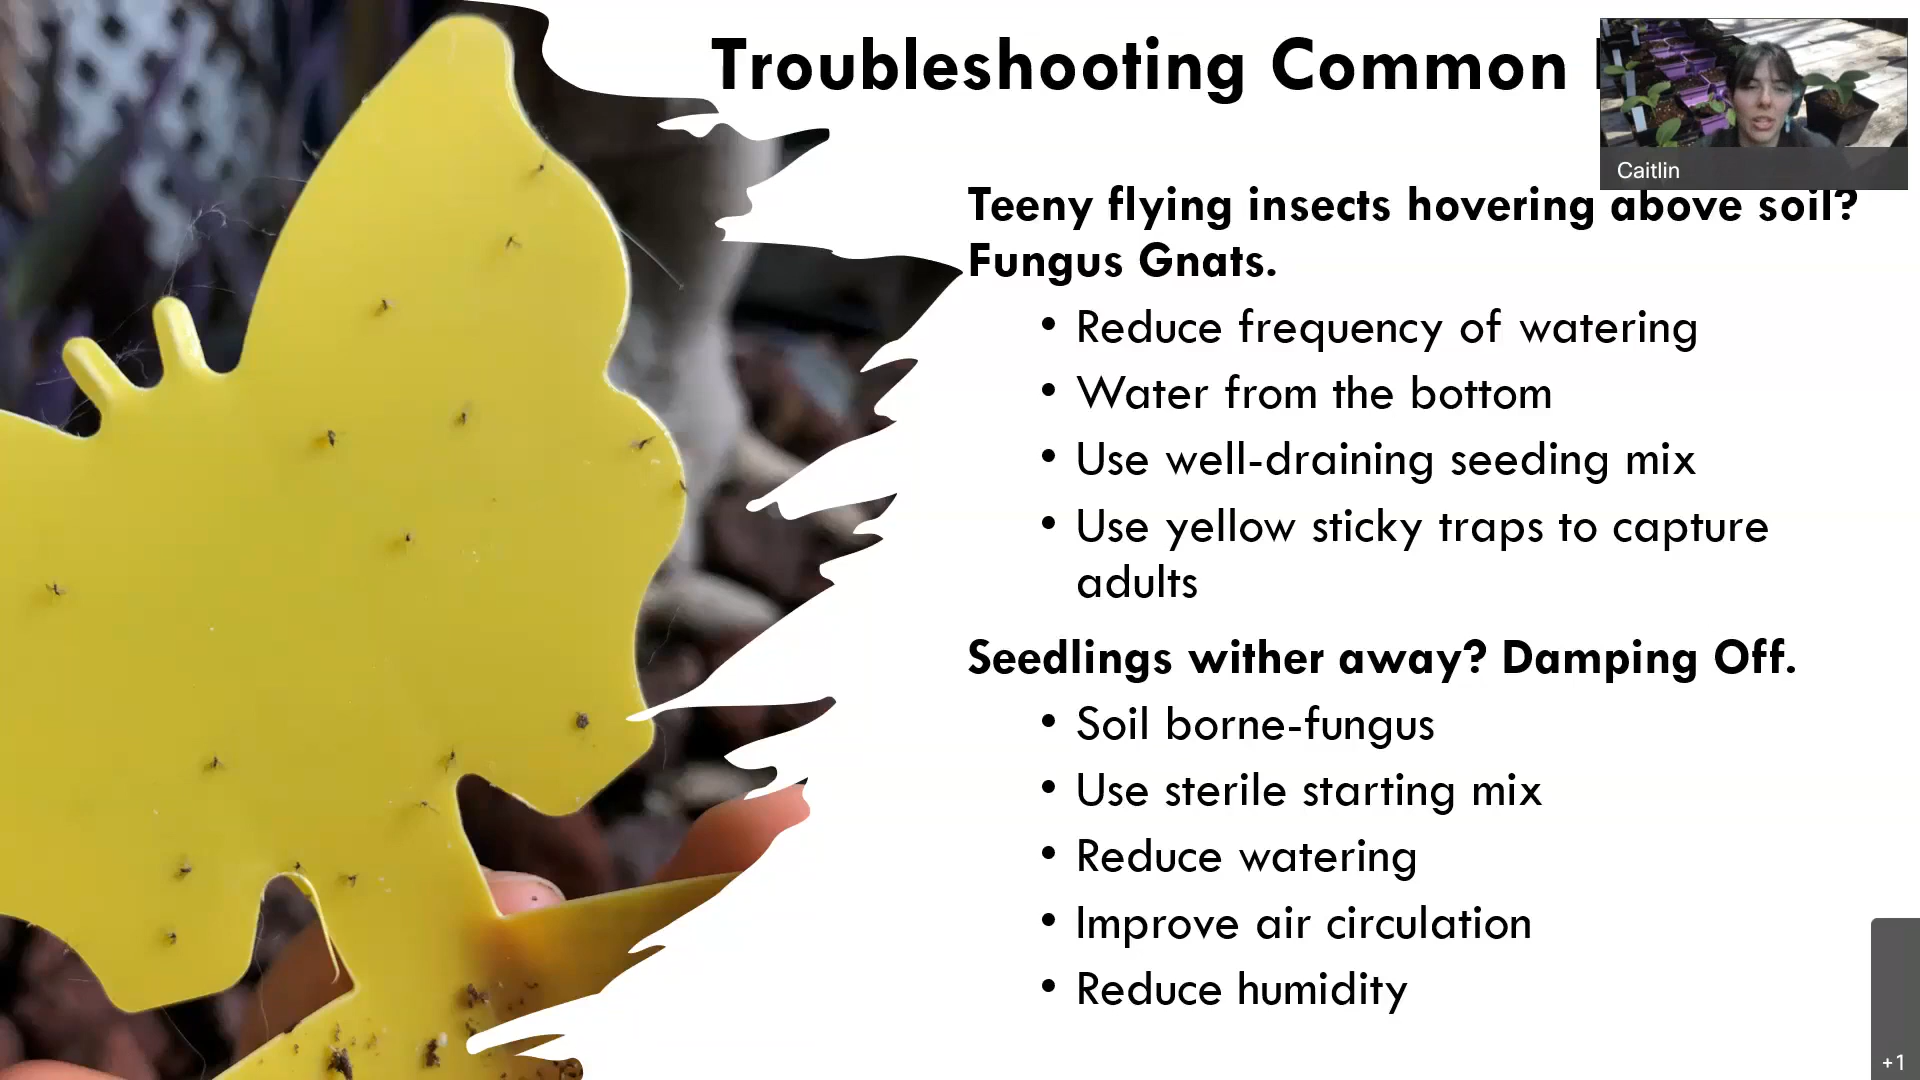 Troubleshooting Common
Caitlin
Teeny flying insects hovering above soil?
Fungus Gnats.
• Reduce frequency of watering
• Water from the bottom
• Use well-draining seeding mix
• Use yellow sticky traps to capture
adults
Seedlings wither away? Damping Off.
• Soil borne-fungus
• Use sterile starting mix
• Reduce watering
• Improve air circulation
• Reduce humidity
+1